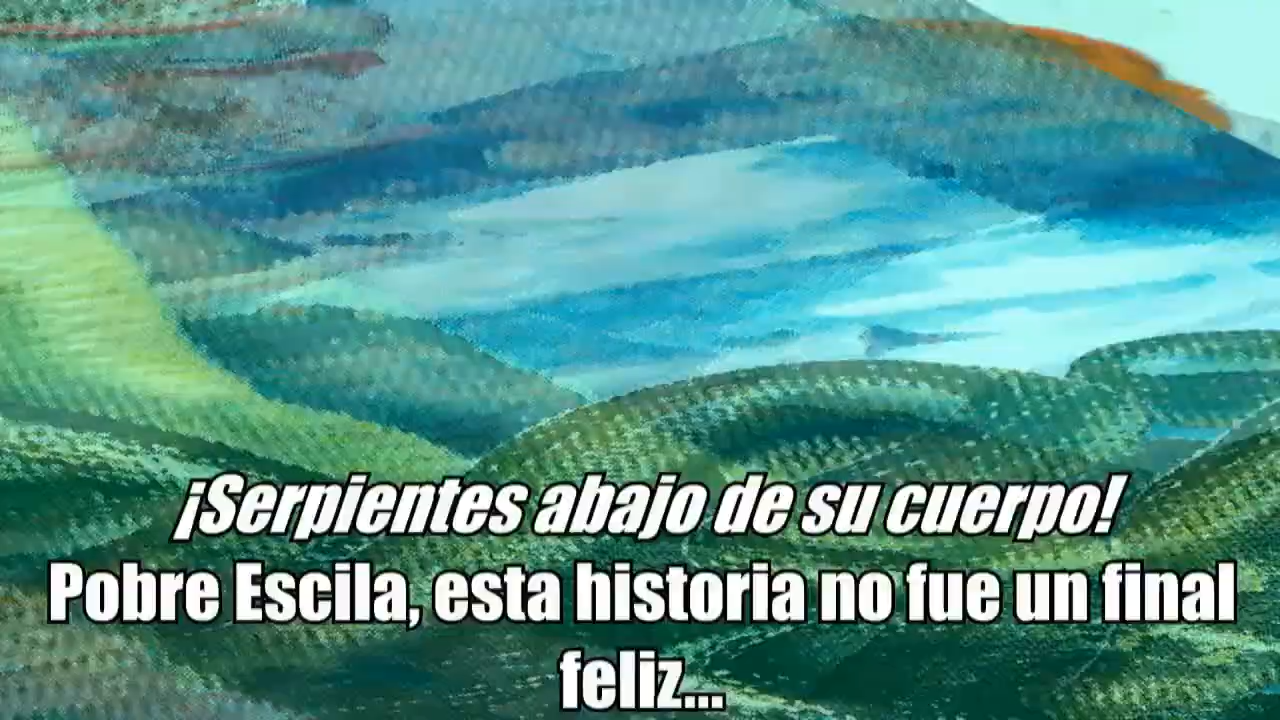 ¡Serpientes abajo de su cuerpo!
Pobre Escila, esta historia no fue un final
feliz...